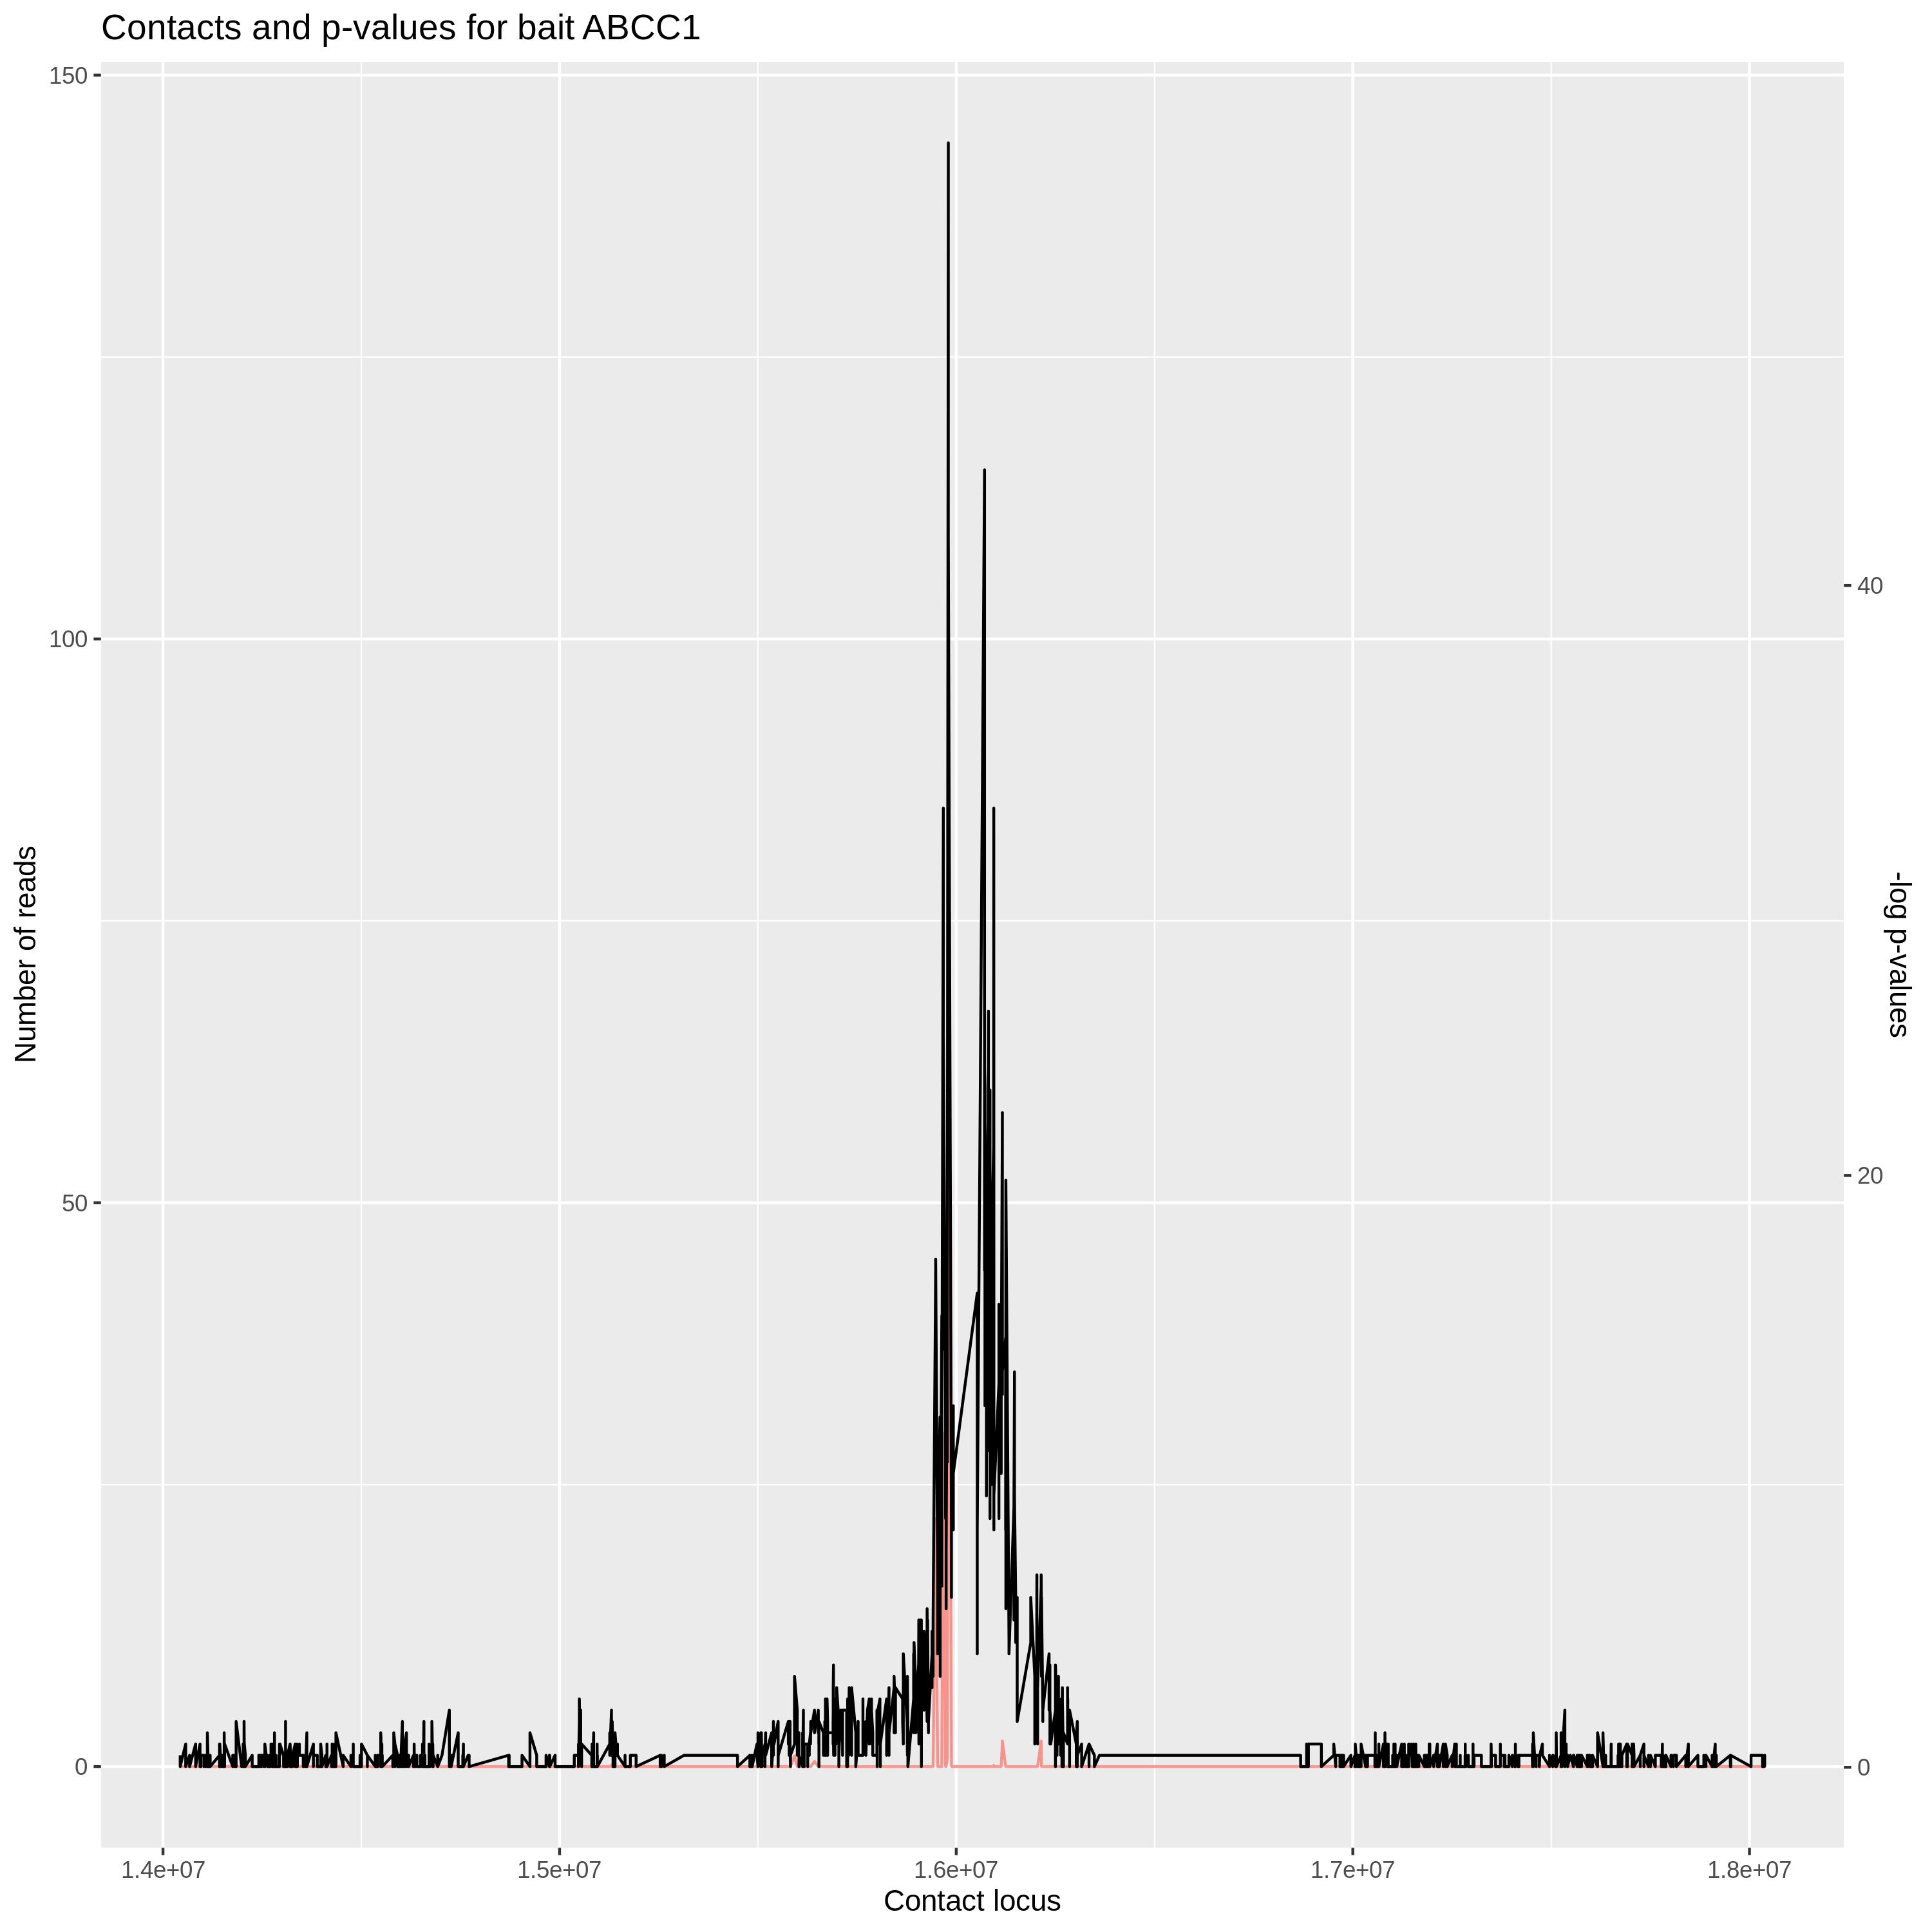 Contacts and p-values for bait ABCC1
150
100
50
0
Number of reads
40
20
0
-log p-values
1.4e+07 1.5e+07 1.6e+07 1.7e+07 1.8e+07
Contact locus